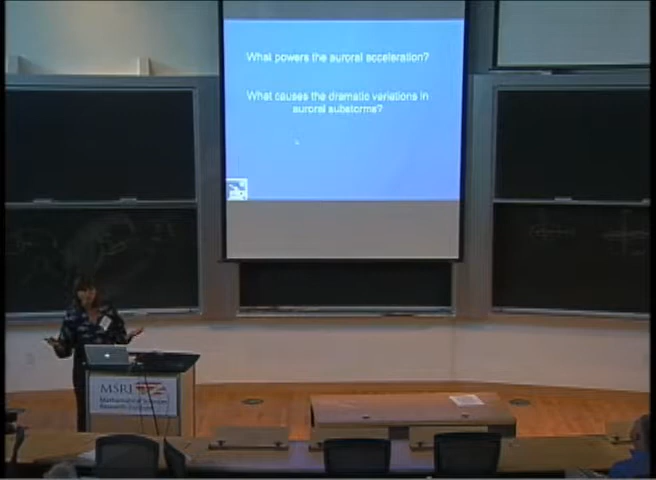 What powers the auroral acceleration?
What causes the dramatic variations in
auroral substorms?
MSRI
Mathematical Sciences
Research Institute